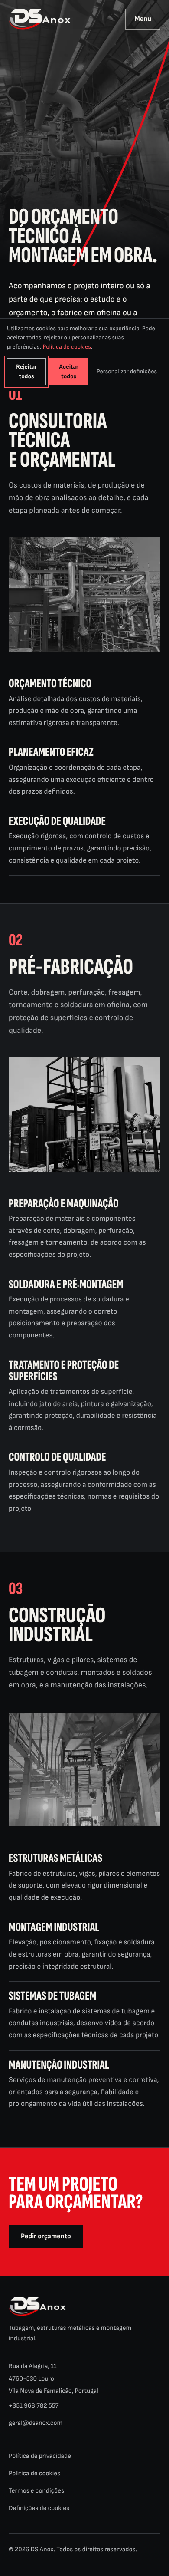 DS Anox
Menu
DO ORÇAMENTO
TÉCNICO À
MONTAGEM EM OBRA.
Acompanhamos o projeto inteiro ou só a
parte de que precisa: o estudo e o
orçamento, o fabrico em oficina ou a
Utilizamos cookies para melhorar a sua experiência. Pode
aceitar todos, rejeitar ou personalizar as suas
preferências. Política de cookies.
Rejeitar
todos
Aceitar
todos
Personalizar definições
01
CONSULTORIA
TÉCNICA
E ORÇAMENTAL
Os custos de materiais, de produção e de
mão de obra analisados ao detalhe, e cada
etapa planeada antes de começar.
ORÇAMENTO TÉCNICO
Análise detalhada dos custos de materiais,
produção e mão de obra, garantindo uma
estimativa rigorosa e transparente.
PLANEAMENTO EFICAZ
Organização e coordenação de cada etapa,
assegurando uma execução eficiente e dentro
dos prazos definidos.
EXECUÇÃO DE QUALIDADE
Execução rigorosa, com controlo de custos e
cumprimento de prazos, garantindo precisão,
consistência e qualidade em cada projeto.
02
PRÉ-FABRICAÇÃO
Corte, dobragem, perfuração, fresagem,
torneamento e soldadura em oficina, com
proteção de superfícies e controlo de
qualidade.
PREPARAÇÃO E MAQUINAÇÃO
Preparação de materiais e componentes
através de corte, dobragem, perfuração,
fresagem e torneamento, de acordo com as
especificações do projeto.
SOLDADURA E PRÉ-MONTAGEM
Execução de processos de soldadura e
montagem, assegurando o correto
posicionamento e preparação dos
componentes.
TRATAMENTO E PROTEÇÃO DE
SUPERFÍCIES
Aplicação de tratamentos de superfície,
incluindo jato de areia, pintura e galvanização,
garantindo proteção, durabilidade e resistência
à corrosão.
CONTROLO DE QUALIDADE
Inspeção e controlo rigorosos ao longo do
processo, assegurando a conformidade com as
especificações técnicas, normas e requisitos do
projeto.
03
CONSTRUÇÃO
INDUSTRIAL
Estruturas, vigas e pilares, sistemas de
tubagem e condutas, montados e soldados
em obra, e a manutenção das instalações.
ESTRUTURAS METÁLICAS
Fabrico de estruturas, vigas, pilares e elementos
de suporte, com elevado rigor dimensional e
qualidade de execução.
MONTAGEM INDUSTRIAL
Elevação, posicionamento, fixação e soldadura
de estruturas em obra, garantindo segurança,
precisão e integridade estrutural.
SISTEMAS DE TUBAGEM
Fabrico e instalação de sistemas de tubagem e
condutas industriais, desenvolvidos de acordo
com as especificações técnicas de cada projeto.
MANUTENÇÃO INDUSTRIAL
Serviços de manutenção preventiva e corretiva,
orientados para a segurança, fiabilidade e
prolongamento da vida útil das instalações.
TEM UM PROJETO
PARA ORÇAMENTAR?
Pedir orçamento
DS Anox
Tubagem, estruturas metálicas e montagem
industrial.
Rua da Alegria, 11
4760-530 Louro
Vila Nova de Famalicão, Portugal
+351 968 782 557
geral@dsanox.com
Política de privacidade
Política de cookies
Termos e condições
Definições de cookies
© 2026 DS Anox. Todos os direitos reservados.